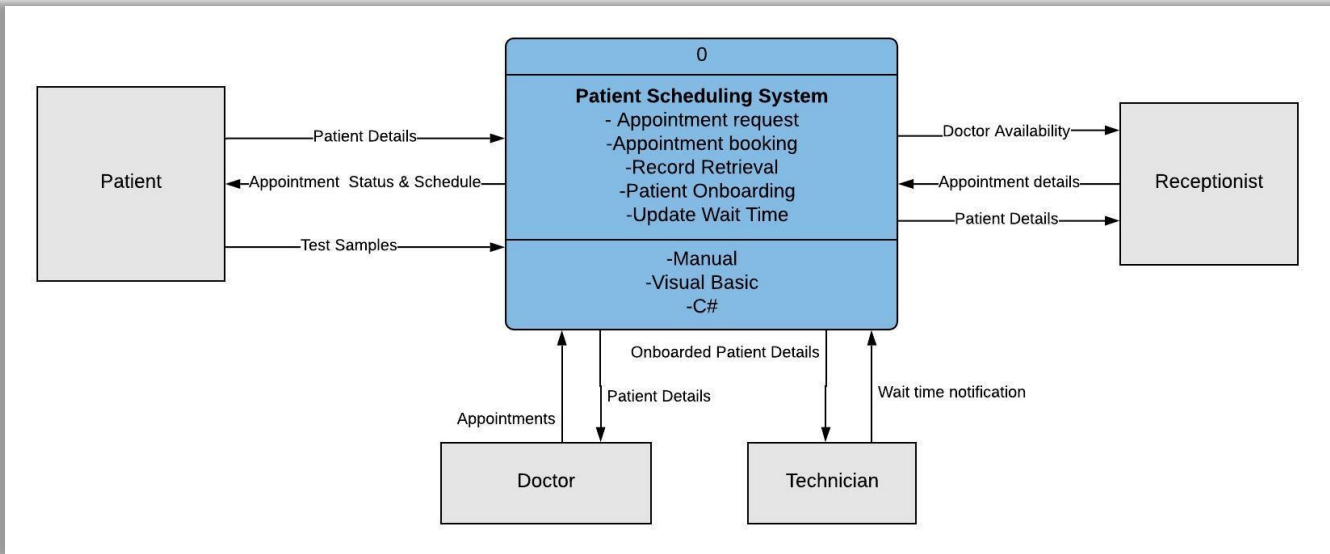 0
Patient Scheduling System
- Appointment request
-Appointment booking
-Record Retrieval
-Patient Onboarding
-Update Wait Time
-Manual
-Visual Basic
-C#
Patient
Patient Details
Appointment Status & Schedule
Test Samples
Doctor Availability
Appointment details
Patient Details
Receptionist
Onboarded Patient Details
Patient Details
Wait time notification
Appointments
Doctor
Technician